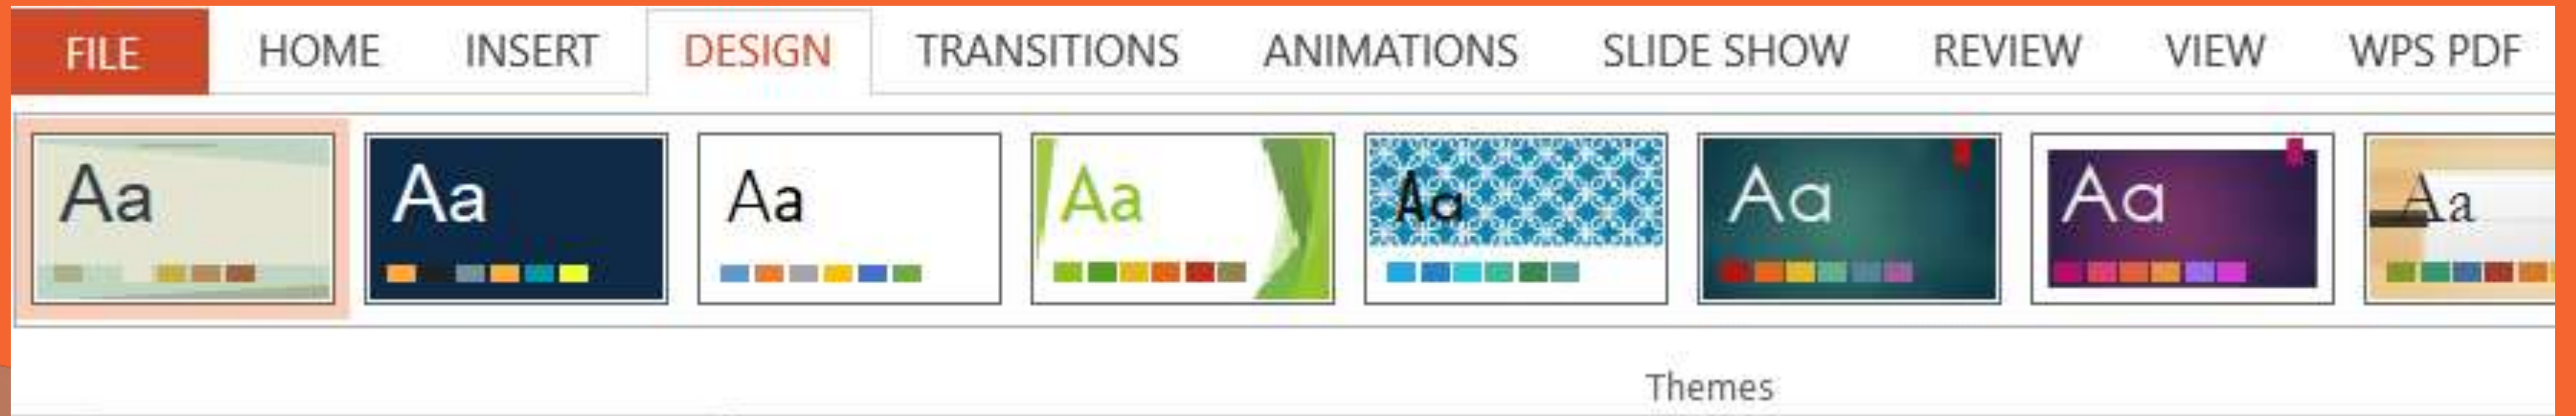 FILE HOME INSERT DESIGN TRANSITIONS ANIMATIONS SLIDE SHOW REVIEW VIEW WPS PDF
Aa Aa Aa Aa Aa Aa Aa Aa
Themes